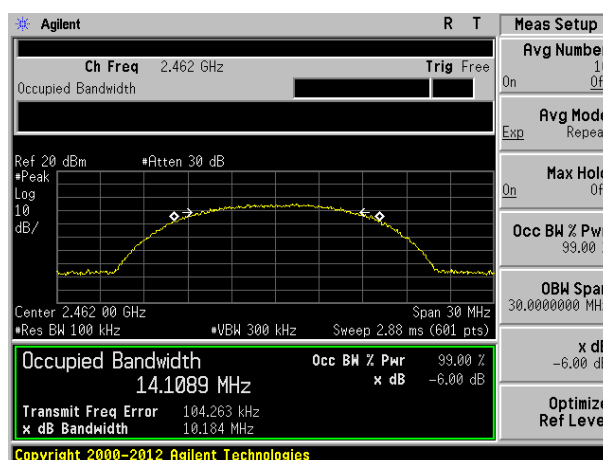 Agilent R T
Ch Freq 2.462 GHz Trig Free
Occupied Bandwidth
Ref 20 dBm #Atten 30 dB
#Peak
Log
10
dB/
Center 2.462 00 GHz Span 30 MHz
#Res BW 100 kHz #VBW 300 kHz Sweep 2.88 ms (601 pts)
Occupied Bandwidth Occ BW % Pwr 99.00 %
14.1089 MHz x dB -6.00 dB
Transmit Freq Error 104.263 kHz
x dB Bandwidth 10.184 MHz
Copyright 2000-2012 Agilent Technologies
Meas Setup
Avg Number
On
Avg Mode
Exp Repea
Max Hold
On
Occ BW % Pwr
99.00
OBW Span
30.0000000 MHz
x dB
-6.00 dB
Optimize
Ref Level